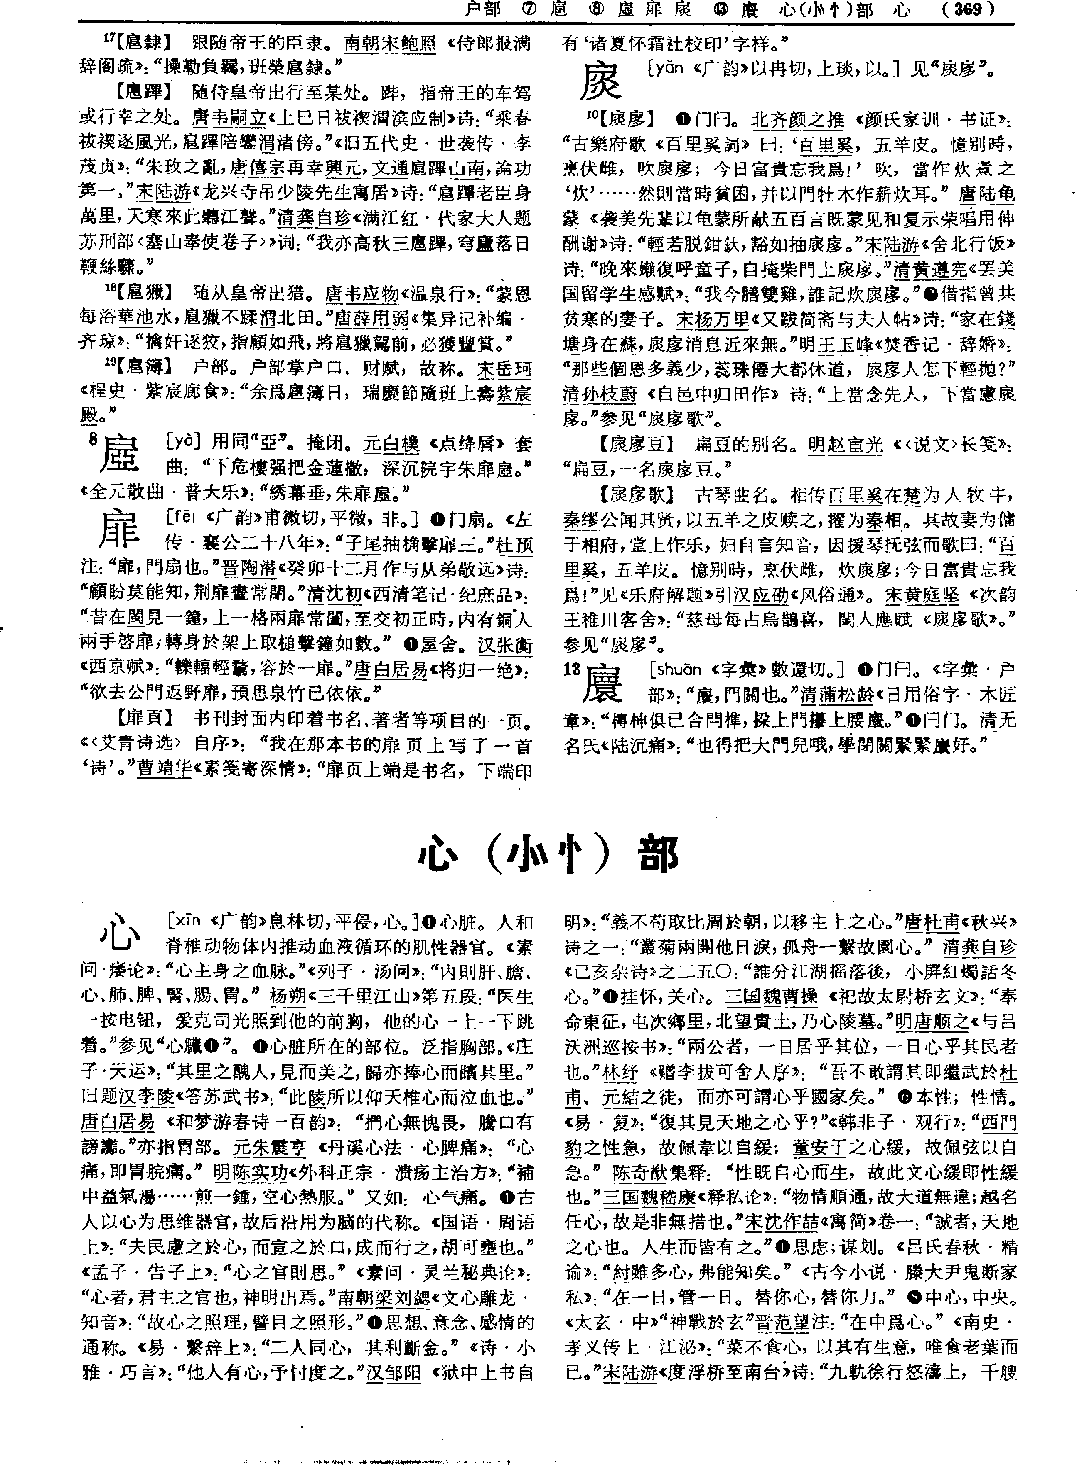 户部 ⑦ 扈 ⑧ 扊 扉 扊 ⑬ 㢓 心(小忄)部 心 (369)
17【扈隸】 跟随帝王的臣隶。南朝宋鲍照《侍郎报满
辞阁疏》：“操勒負羈，班榮扈隸。”
【扈蹕】 随侍皇帝出行至某处。跸，指帝王的车驾
或行幸之处。唐韦嗣立《上巳日祓禊渭滨应制》诗：“乘春
祓禊逐風光，扈蹕陪鑾渭渚傍。”《旧五代史·世袭传·李
茂贞》：“朱玫之亂，唐僖宗再幸興元，文通扈蹕山南，論功
第一。”宋陆游《龙兴寺吊少陵先生寓居》诗：“扈蹕老臣身
萬里，天寒來此聽江聲。”清龚自珍《满江红·代家大人题
苏刑部〈塞山奉使卷子〉》词：“我亦高秋三扈蹕，穹廬落日
鞭絲驟。”
18【扈獵】 随从皇帝出猎。唐韦应物《温泉行》：“蒙恩
每浴華池水，扈獵不蹂渭北田。”唐薛用弱《集异记补编·
齐琼》：“擒奸逐狡，指顧如飛，將扈獵駕前，必獲豐賞。”
19【扈簿】 户部。户部掌户口、财赋，故称。宋岳珂
《桯史·紫宸廊食》：“余爲扈簿日，瑞慶節隨班上壽紫宸
殿。”
8 [yà] 用同“亞”。掩闭。元白樸《点绛唇》套
曲：“下危樓强把金蓮撇，深沉院宇朱扉 。”
《全元散曲·普天乐》：“绣幕垂，朱扉 。”
扉 [fēi 《广韵》甫微切，平微，非。] ❶门扇。《左
传·襄公二十八年》：“子尾抽桷擊扉三。”杜预
注：“扉，門扇也。”晋陶潜《癸卯十二月作与从弟敬远》诗：
“顧盼莫能知，荆扉晝常閉。”清沈初《西清笔记·纪庶品》：
“昔在閣見一鐘，上一格兩扉常闔，至交初正時，内有銅人
兩手啓扉，轉身於架上取槌擊鐘如數。” ❷屋舍。汉张衡
《西京赋》：“轒輼輕騖，容於一扉。”唐白居易《将归一绝》：
“欲去公門返野扉，預思泉竹已依依。”
【扉頁】 书刊封面内印着书名、著者等项目的一页。
《〈艾青诗选〉自序》：“我在那本书的扉页上写了一首
‘诗’。”曹靖华《素笺寄深情》：“扉页上端是书名，下端印
有‘诸夏怀霜社校印’字样。”
扊 [yǎn 《广韵》以冉切，上琰，以。] 见“扊扅”。
10【扊扅】 ❶门闩。北齐颜之推《颜氏家训·书证》：
“古樂府歌《百里奚詞》曰：‘百里奚，五羊皮。憶别時，
烹伏雌，吹扊扅；今日富貴忘我爲！’吹，當作炊煮之
‘炊’……然則當時貧困，并以門牡木作薪炊耳。”唐陆龟
蒙《袭美先辈以龟蒙所献五百言既蒙见和复示荣唱用伸
酬谢》诗：“輕若脱鉗釱，豁如抽扊扅。”宋陆游《舍北行饭》
诗：“晚來嬾復呼童子，自掩柴門上扊扅。”清黄遵宪《罢美
国留学生感赋》：“我今膳雙雞，誰記炊扊扅。”❷借指曾共
贫寒的妻子。宋杨万里《又跋简斋与夫人帖》诗：“家在錢
塘身在蘇，扊扅消息近來無。”明王玉峰《焚香记·辞婚》：
“那些個恩多義少，蕊珠僊大都休道，扊扅人怎下輕抛？”
清孙枝蔚《自邑中归田作》诗：“上當念先人，下當憲扊
扅。”参见“扊扅歌”。
【扊扅豆】 扁豆的别名。明赵宧光《〈说文〉长笺》：
“扁豆，一名扊扅豆。”
【扊扅歌】 古琴曲名。相传百里奚在楚为人牧牛，
秦缪公闻其贤，以五羊之皮赎之，擢为秦相。其故妻为佣
于相府，堂上作乐，妇自言知音，因援琴抚弦而歌曰：“百
里奚，五羊皮。憶别時，烹伏雌，炊扊扅；今日富貴忘我
爲！”见《乐府解题》引汉应劭《风俗通》。宋黄庭坚《次韵
王稚川客舍》：“慈母每占烏鵲喜，閨人應賦《扊扅歌》。”
参见“扊扅”。
13 [shuān 《字彙》數還切。] ❶门闩。《字彙·户
部》：“ ，門關也。”清蒲松龄《日用俗字·木匠
章》：“榑栌俱已合門榫，㨄上門摟上腰 。”❷闩门。清无
名氏《陆沉痛》：“也得把大門兒哦，學閉關緊緊 好。”
心（小忄）部
心 [xīn 《广韵》息林切，平侵，心。]❶心脏。人和
脊椎动物体内推动血液循环的肌性器官。《素
问·痿论》：“心主身之血脉。”《列子·汤问》：“内則肝、膽、
心、肺、脾、腎、腸、胃。”杨朔《三千里江山》第五段：“医生
一按电钮，爱克司光照到他的前胸，他的心一上一下跳
着。”参见“心臟❶”。 ❷心脏所在的部位。泛指胸部。《庄
子·天运》：“其里之醜人，見而美之，歸亦捧心而矉其里。”
旧题汉李陵《答苏武书》：“此陵所以仰天椎心而泣血也。”
唐白居易《和梦游春诗一百韵》：“捫心無愧畏，騰口有
謗讟。”亦指胃部。元朱震亨《丹溪心法·心脾痛》：“心
痛，即胃脘痛。”明陈实功《外科正宗·溃疡主治方》：“補
中益氣湯……煎一鍾，空心熱服。”又如：心气痛。❸古
人以心为思维器官，故后沿用为脑的代称。《国语·周语
上》：“夫民慮之於心，而宣之於口，成而行之，胡可壅也。”
《孟子·告子上》：“心之官則思。”《素问·灵兰秘典论》：
“心者，君主之官也，神明出焉。”南朝梁刘勰《文心雕龙·
知音》：“故心之照理，譬目之照形。”❹思想、意念、感情的
通称。《易·繫辞上》：“二人同心，其利斷金。”《诗·小
雅·巧言》：“他人有心，予忖度之。”汉邹阳《狱中上书自
明》：“義不苟取比周於朝，以移主上之心。”唐杜甫《秋兴》
诗之一：“叢菊兩開他日淚，孤舟一繫故園心。”清龚自珍
《己亥杂诗》之二五〇：“誰分江湖摇落後，小屏紅燭話冬
心。”❺挂怀，关心。三国魏曹操《祀故太尉桥玄文》：“奉
命東征，屯次鄉里，北望貴土，乃心陵墓。”明唐顺之《与吕
沃洲巡按书》：“兩公者，一日居乎其位，一日心乎其民者
也。”林纾《赠李拔可舍人序》：“吾不敢謂其即繼武於杜
甫、元結之徒，而亦可謂心乎國家矣。” ❻本性；性情。
《易·复》：“復其見天地之心乎？”《韩非子·观行》：“西門
豹之性急，故佩韋以自緩；董安于之心緩，故佩弦以自
急。”陈奇猷集释：“性既自心而生，故此文心緩即性緩
也。”三国魏嵇康《释私论》：“物情順通，故大道無違；越名
任心，故是非無措也。”宋沈作喆《寓简》卷一：“誠者，天地
之心也。人生而皆有之。”❼思虑；谋划。《吕氏春秋·精
谕》：“紂雖多心，弗能知矣。”《古今小说·滕大尹鬼断家
私》：“在一日，管一日。替你心，替你力。” ❽中心，中央。
《太玄·中》“神戰於玄”晋范望注：“在中爲心。”《南史·
孝义传上·江泌》：“菜不食心，以其有生意，唯食老葉而
已。”宋陆游《度浮桥至南台》诗：“九軌徐行怒濤上，千艘